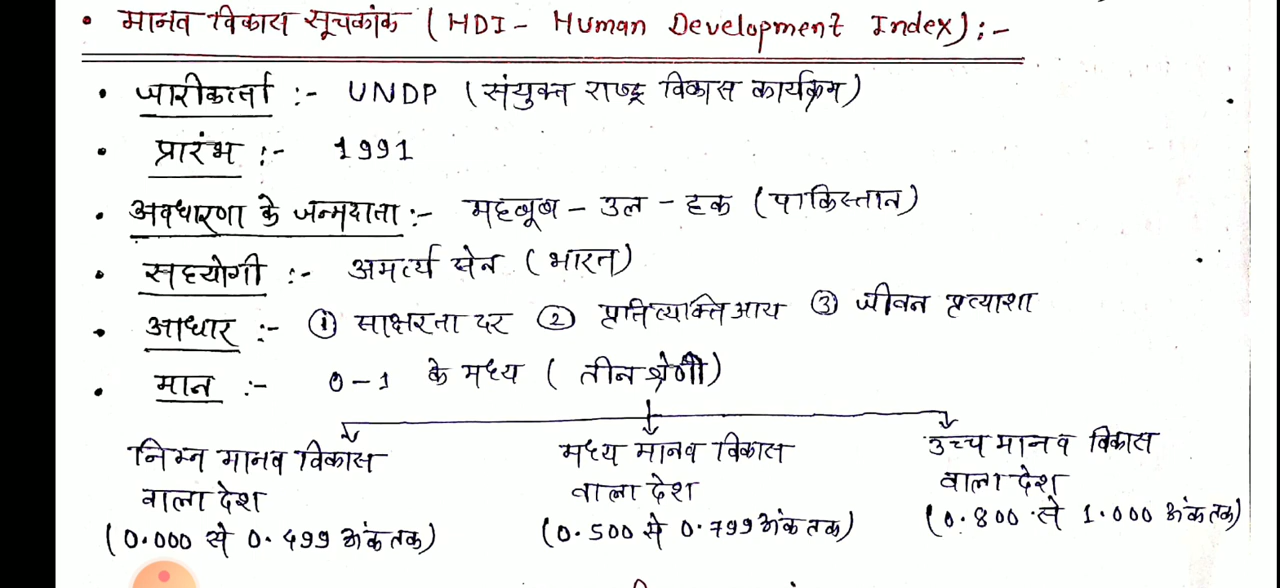 • मानव विकास सूचकांक (HDI - Human Development Index) :-
• जारीकर्ता :- UNDP (संयुक्त राष्ट्र विकास कार्यक्रम)
• प्रारंभ :- 1991
• अवधारणा के जन्मदाता :- महबूब - उल - हक (पाकिस्तान)
• सहयोगी :- अमर्त्य सेन (भारत)
• आधार :- ① साक्षरता दर ② प्रतिव्यक्ति आय ③ जीवन प्रत्याशा
• मान :- 0-1 के मध्य ( तीन श्रेणी)
निम्न मानव विकास मध्य मानव विकास उच्च मानव विकास
वाला देश वाला देश वाला देश
(0.000 से 0.499 अंक तक) (0.500 से 0.799 अंक तक) (0.800 से 1.000 अंक तक)